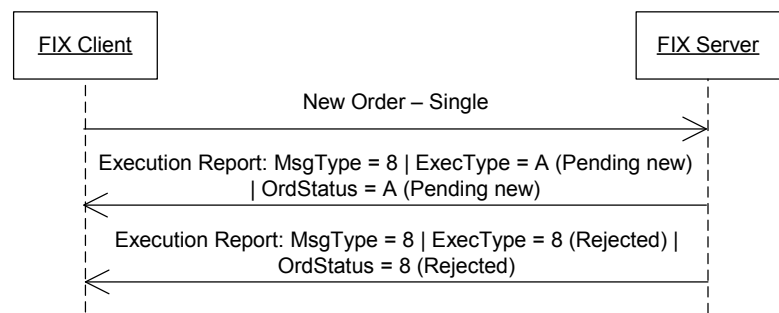 FIX Client
FIX Server
New Order – Single
Execution Report: MsgType = 8 | ExecType = A (Pending new)
| OrdStatus = A (Pending new)
Execution Report: MsgType = 8 | ExecType = 8 (Rejected) |
OrdStatus = 8 (Rejected)